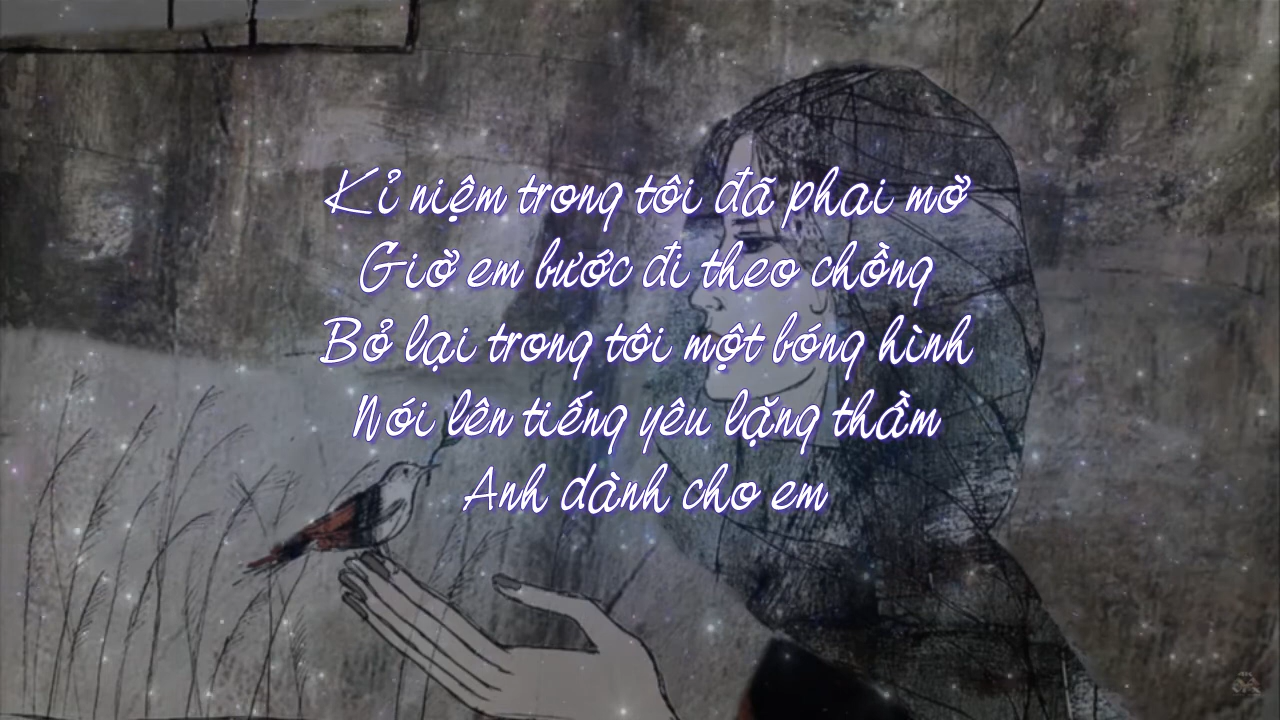 Kỉ niệm trong tôi đã phai mờ
Giờ em bước đi theo chồng
Bỏ lại trong tôi một bóng hình
Nói lên tiếng yêu lặng thầm
Anh dành cho em